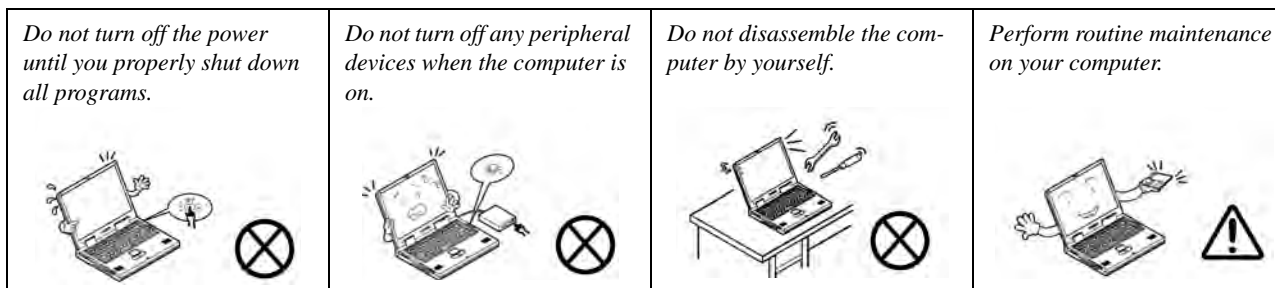 Do not turn off the power
until you properly shut down
all programs.
Do not turn off any peripheral
devices when the computer is
on.
Do not disassemble the com-
puter by yourself.
Perform routine maintenance
on your computer.